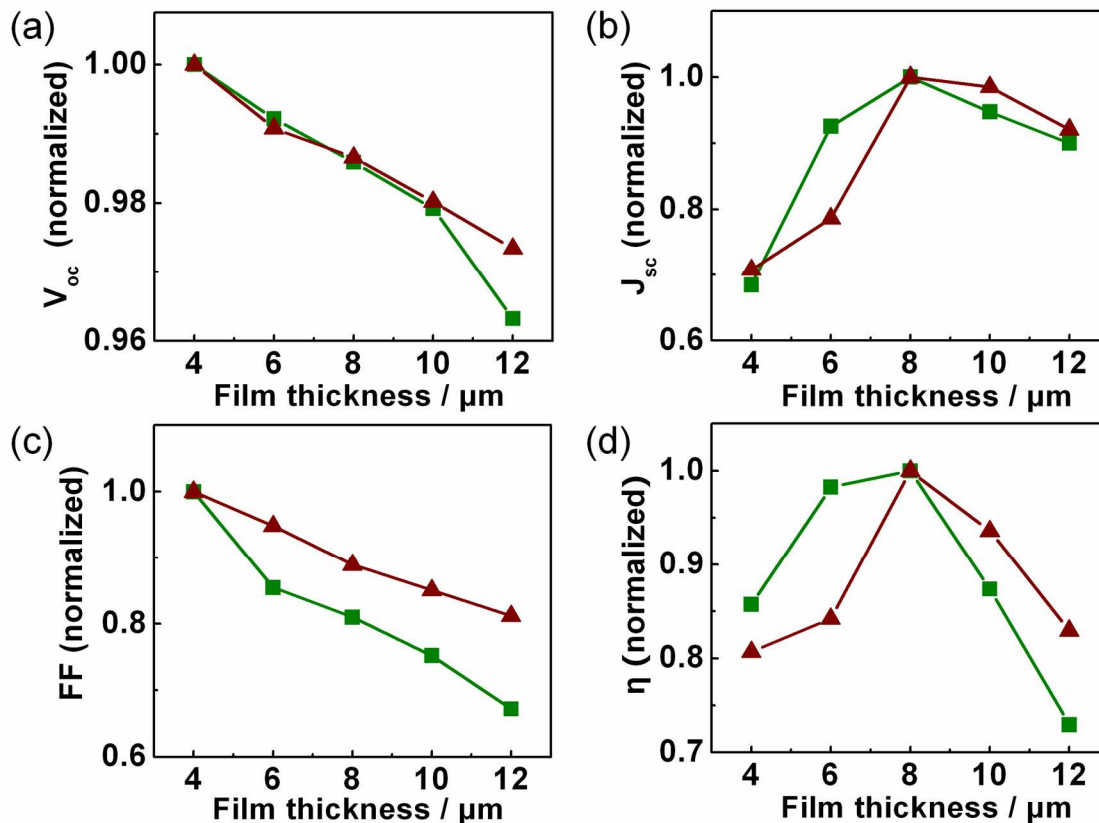 (a)
V_oc (normalized)
1.00
0.98
0.96
4 6 8 10 12
Film thickness / µm
(b)
J_sc (normalized)
1.0
0.8
0.6
4 6 8 10 12
Film thickness / µm
(c)
FF (normalized)
1.0
0.8
0.6
4 6 8 10 12
Film thickness / µm
(d)
η (normalized)
1.0
0.9
0.8
0.7
4 6 8 10 12
Film thickness / µm